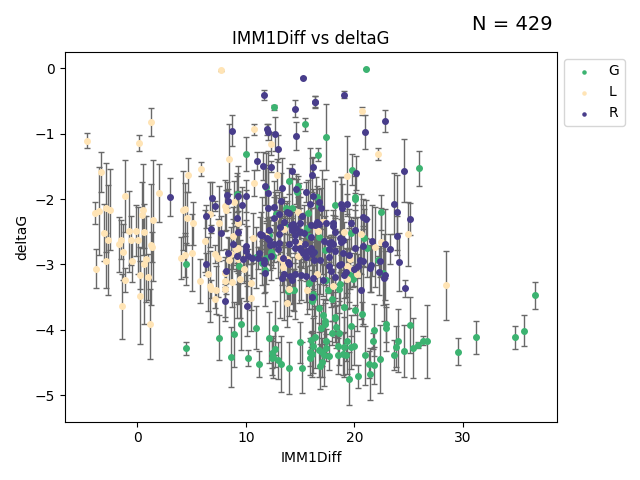 N = 429
IMM1Diff vs deltaG
G
L
R
deltaG
0
−1
−2
−3
−4
−5
0
10
20
30
IMM1Diff